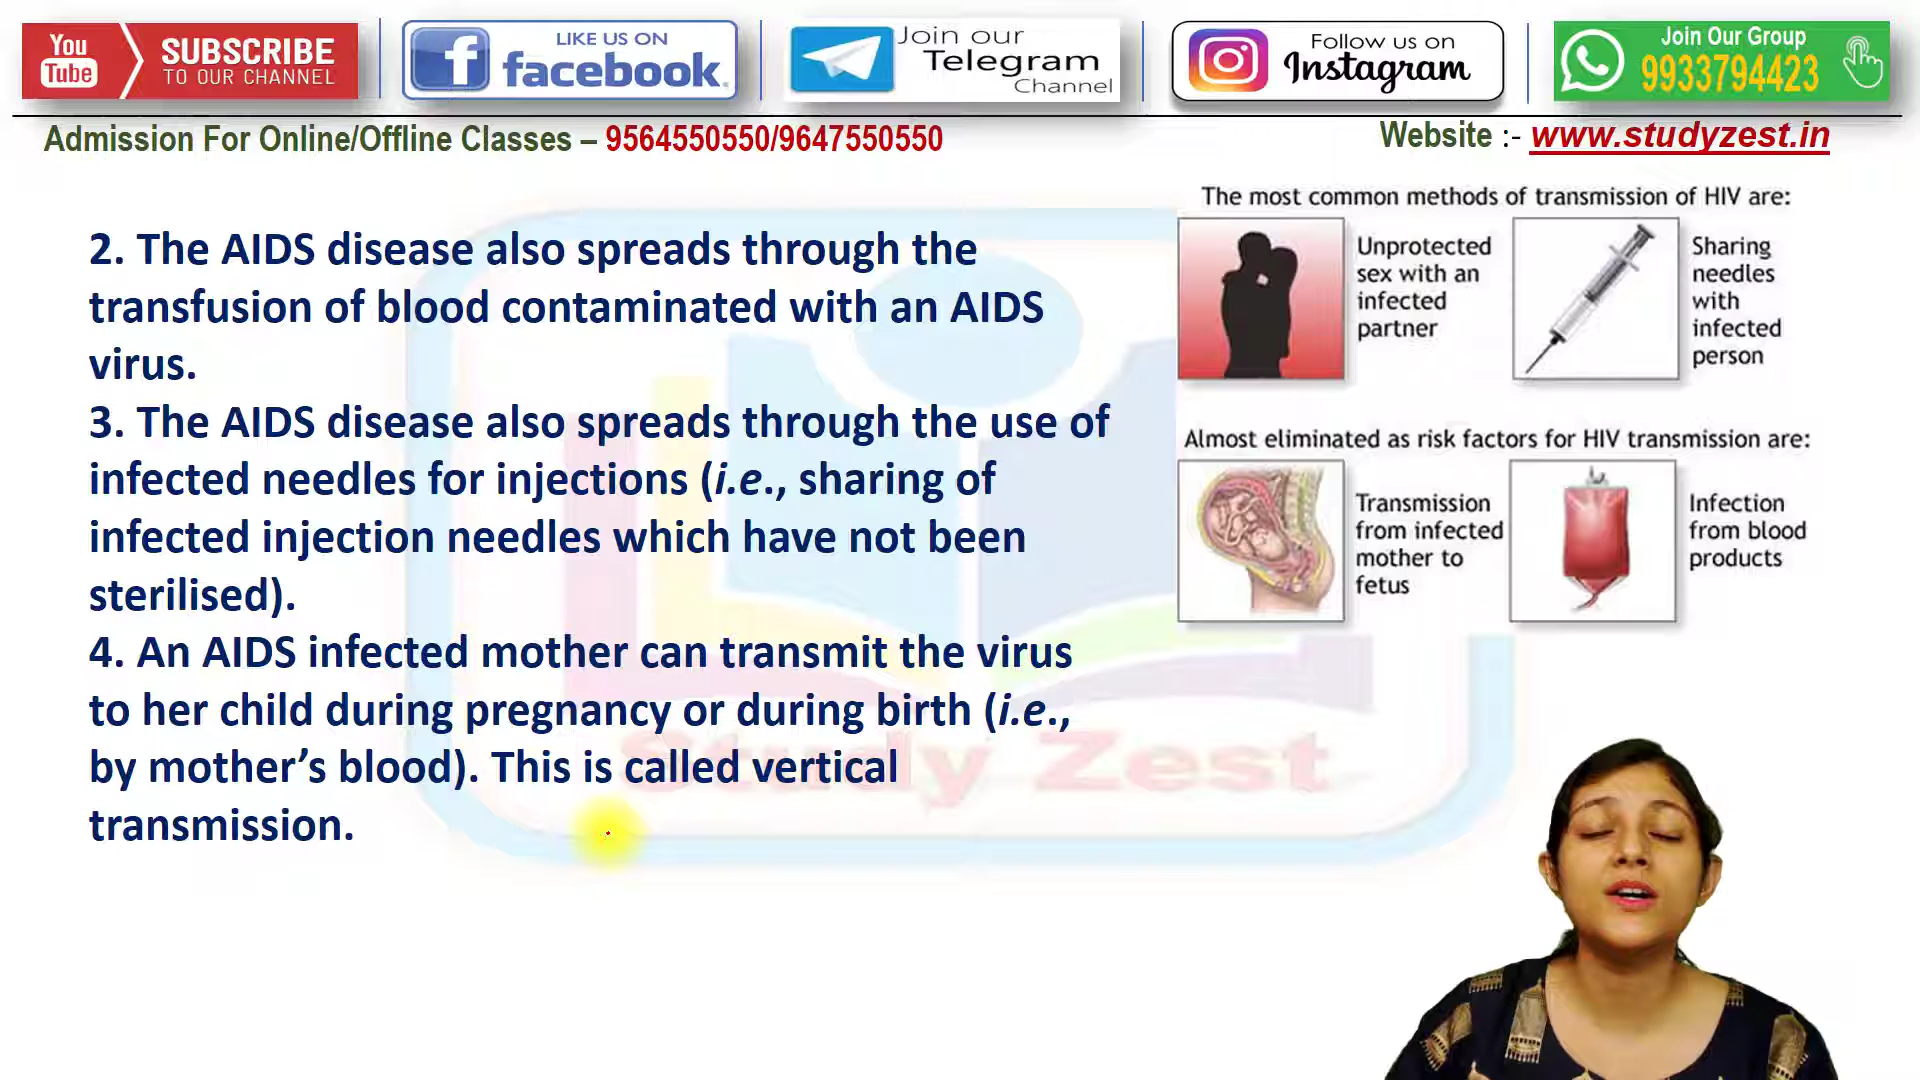 You
Tube
SUBSCRIBE
TO OUR CHANNEL
LIKE US ON
facebook.
Join our
Telegram
Channel
Follow us on
Instagram
Join Our Group
9933794423
Admission For Online/Offline Classes – 9564550550/9647550550
Website :- www.studyzest.in
2. The AIDS disease also spreads through the
transfusion of blood contaminated with an AIDS
virus.
3. The AIDS disease also spreads through the use of
infected needles for injections (i.e., sharing of
infected injection needles which have not been
sterilised).
4. An AIDS infected mother can transmit the virus
to her child during pregnancy or during birth (i.e.,
by mother’s blood). This is called vertical
transmission.
The most common methods of transmission of HIV are:
Unprotected
sex with an
infected
partner
Sharing
needles
with
infected
person
Almost eliminated as risk factors for HIV transmission are:
Transmission
from infected
mother to
fetus
Infection
from blood
products
Study Zest